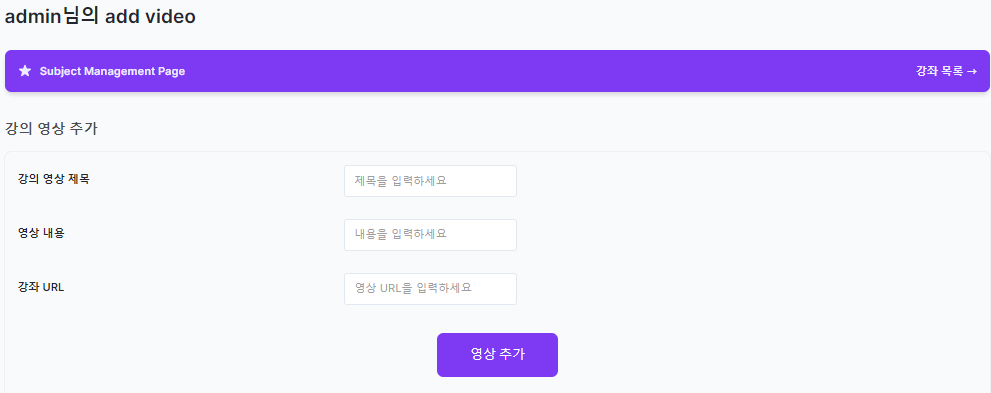 admin님의 add video
★ Subject Management Page 강좌 목록 →
강의 영상 추가
강의 영상 제목 제목을 입력하세요
영상 내용 내용을 입력하세요
강좌 URL 영상 URL을 입력하세요
영상 추가